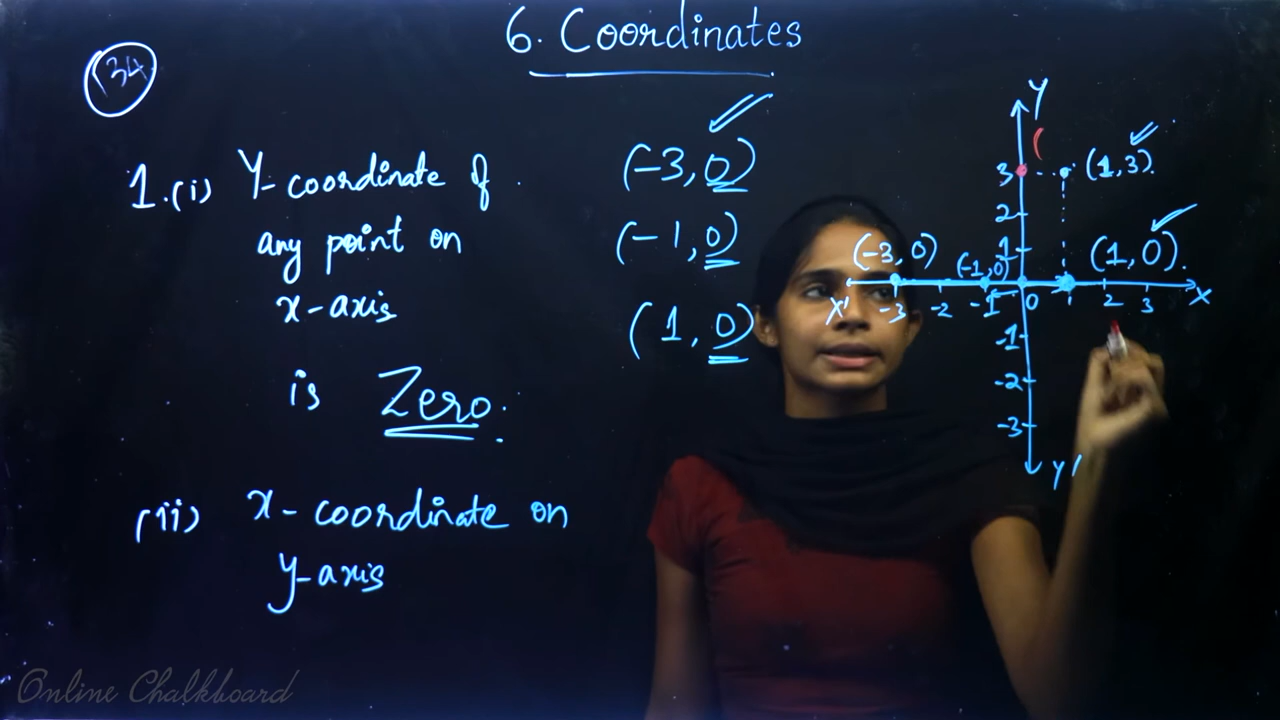 6. Coordinates
34
1.(i) Y-coordinate of
any point on
x-axis
is Zero.
(ii) x-coordinate on
y-axis
(-3, 0)
(-1, 0)
(1, 0)
Y
(
3 (1,3).
2
1
(-3, 0) (-1,0) (1, 0).
X' -3 -2 -1 0 1 2 3 X
-1
-2
-3
Y'
Online Chalkboard